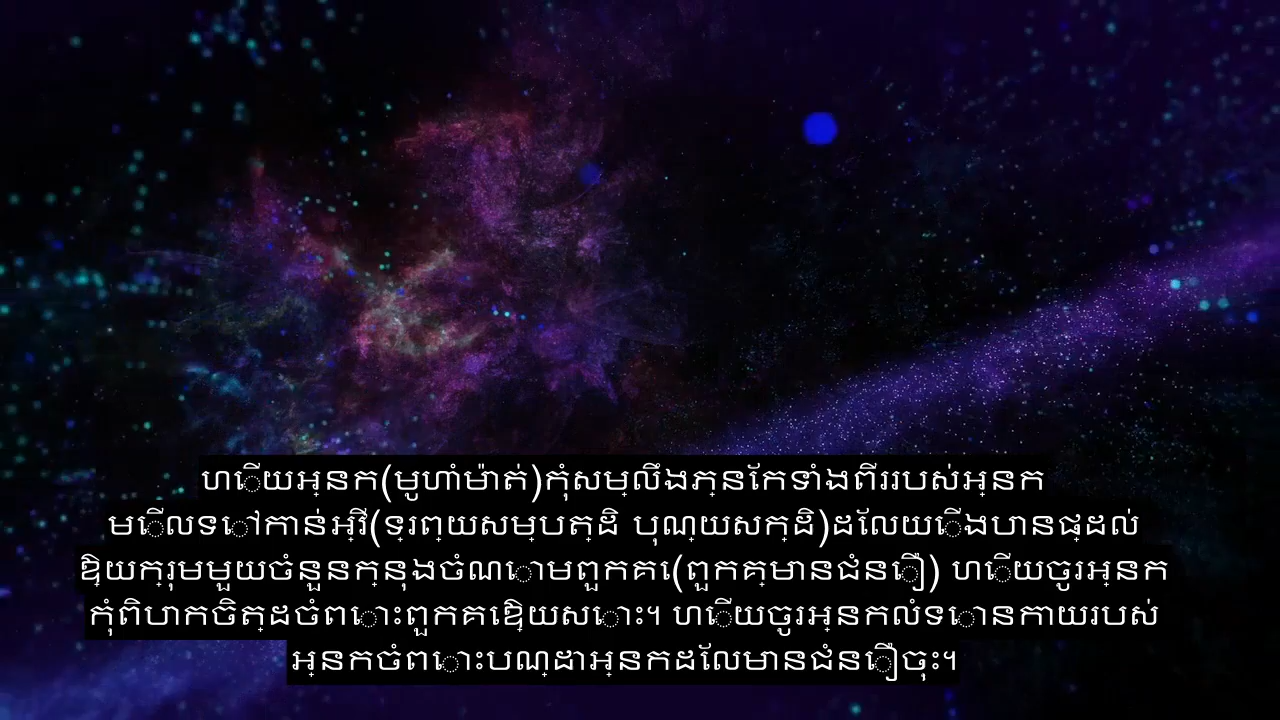 ហើយអ្នក(មូហាំម៉ាត់)កុំសម្លឹងភ្នែកទាំងពីររបស់អ្នក
មើលទៅកាន់អ្វី(ទ្រព្យសម្បត្ដិ បុណ្យសក្ដិ)ដែលយើងបានផ្ដល់
ឱ្យក្រុមមួយចំនួនក្នុងចំណោមពួកគេ(ពួកគ្មានជំនឿ) ហើយចូរអ្នក
កុំពិបាកចិត្ដចំពោះពួកគេឱ្យសោះ។ ហើយចូរអ្នកលំទោនកាយរបស់
អ្នកចំពោះបណ្ដាអ្នកដែលមានជំនឿចុះ។